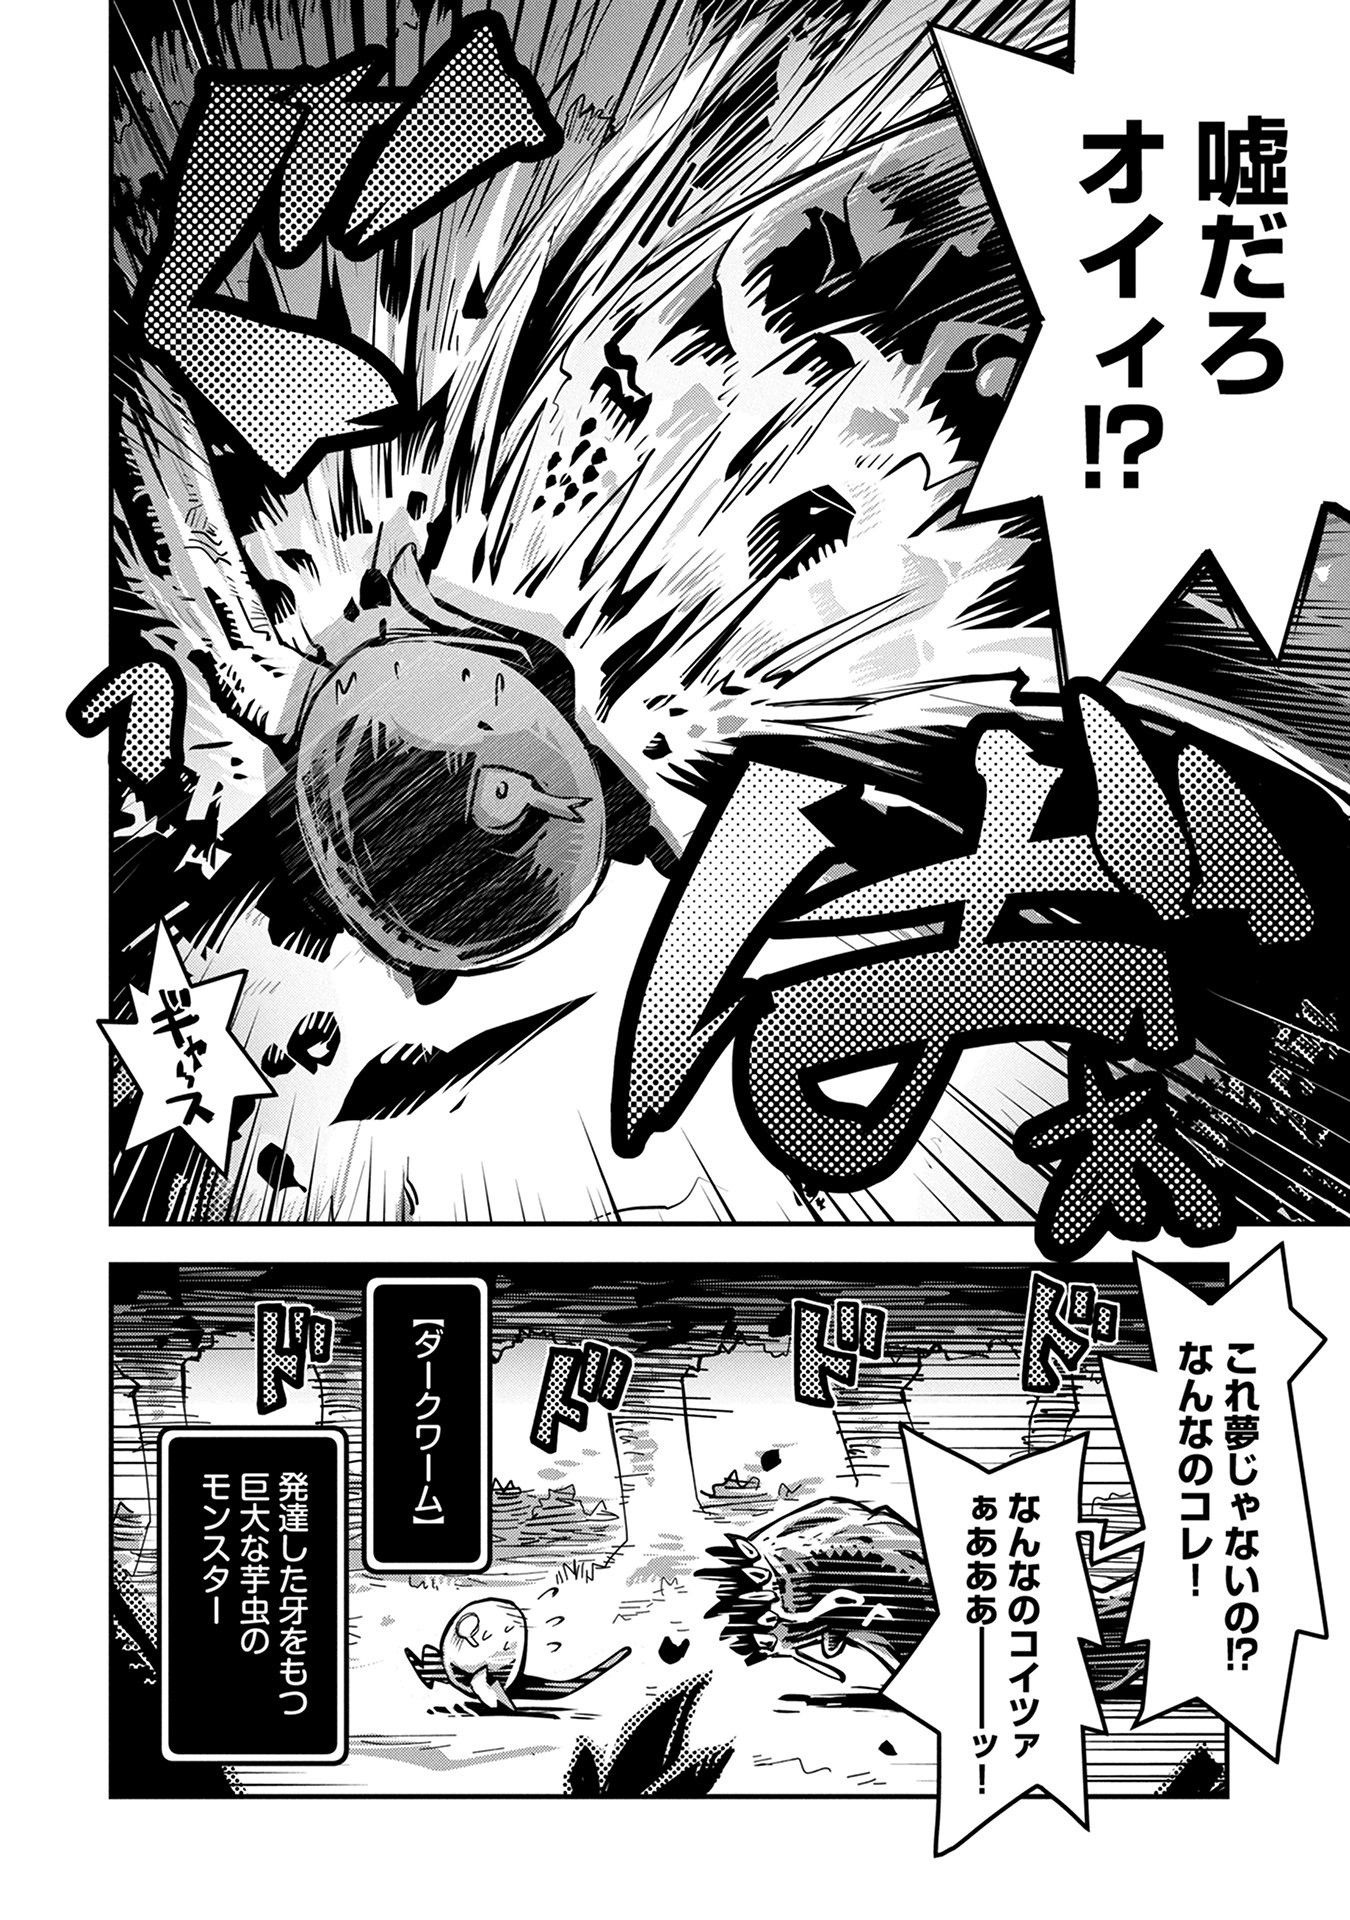 嘘だろ
オイィ!?
ギャ〜ス
これ夢じゃないの!?
なんなのコレ!
なんなのコイツァ
ぁああああ――ッ!
ドド
ドド
ドド
【ダークワーム】
発達した牙をもつ
巨大な芋虫の
モンスター